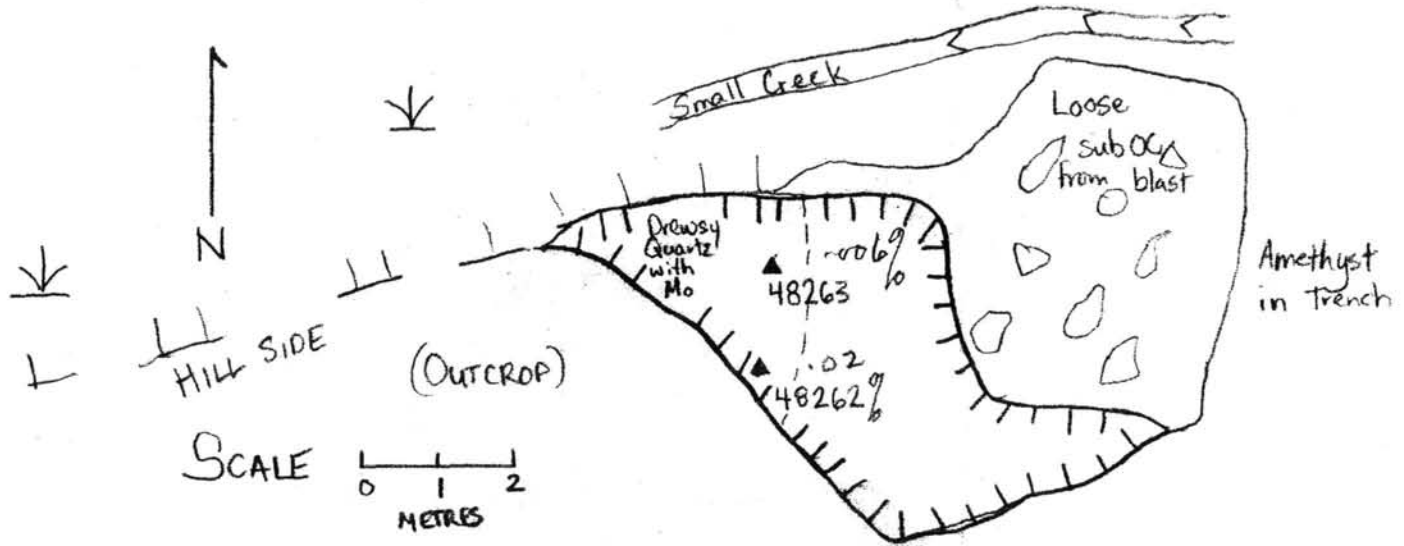 Small Creek
Loose
sub OC
from blast
N
Drewsy
Quartz
with
Mo
.006%
48263
Amethyst
in Trench
HILL SIDE
(OUTCROP)
.02
48262 %
SCALE
0 1 2
METRES